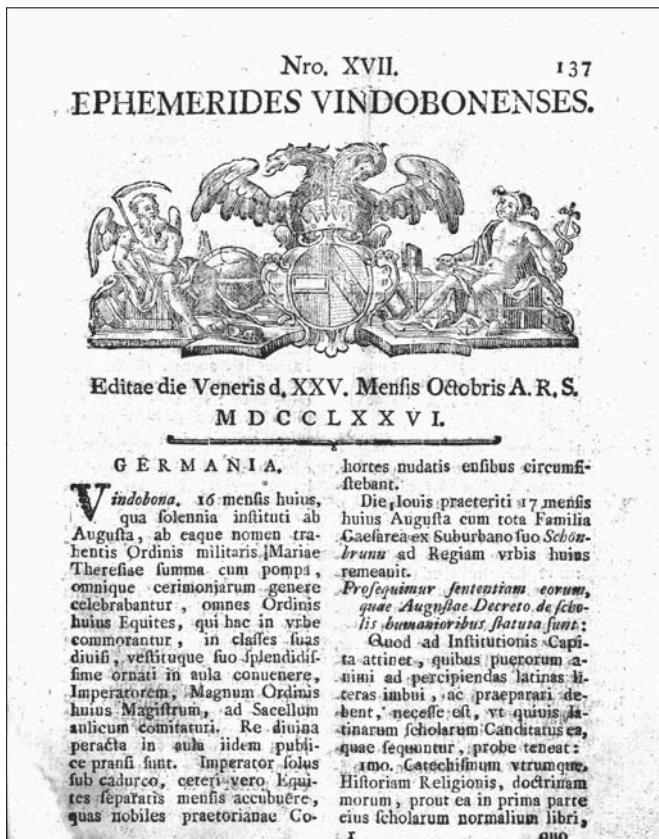 Nro. XVII.
137
EPHEMERIDES VINDOBONENSES.
Editae die Veneris d. XXV. Mensis Octobris A. R. S.
MDCCLXXVI.
GERMANIA.
Vindobona. 16 mensis huius,
qua solennia instituti ab
Augusta, ab eaque nomen tra-
hentis Ordinis militaris Mariae
Theresiae summa cum pompa,
omnique cerimoniarum genere
celebrabantur, omnes Ordinis
huius Equites, qui hac in vrbe
commorantur, in classes suas
diuisi, vestituque suo splendidis-
sime ornati in aula conuenere,
Imperatorem, Magnum Ordinis
huius Magistrum, ad Sacellum
aulicum comitaturi. Re diuina
peracta in aula iidem publi-
ce pransi sunt. Imperator solus
sub cadurco, ceteri vero Equi-
tes separatis mensis accubuere,
quas nobiles praetorianae Co-
hortes nudatis ensibus circumsi-
stebant.
Die Iouis praeteriti 17 mensis
huius Augusta cum tota Familia
Caesarea ex Suburbano suo Schön-
brunn ad Regiam vrbis huius
remeauit.
Prosequimur sententiam eorum,
quae Augustae Decreto de scho-
lis humanioribus statuta sunt:
Quod ad Institutionis Capi-
ta attinet, quibus puerorum a-
nimi ad percipiendas latinas li-
teras imbui, ac praeparari de-
bent, necesse est, vt quiuis la-
tinarum scholarum Candidatus ea,
quae sequuntur, probe teneat:
1mo. Catechismum vtrumque,
Historiam Religionis, doctrinam
morum, prout ea in prima parte
eius scholarum normalium libri,
I
quo